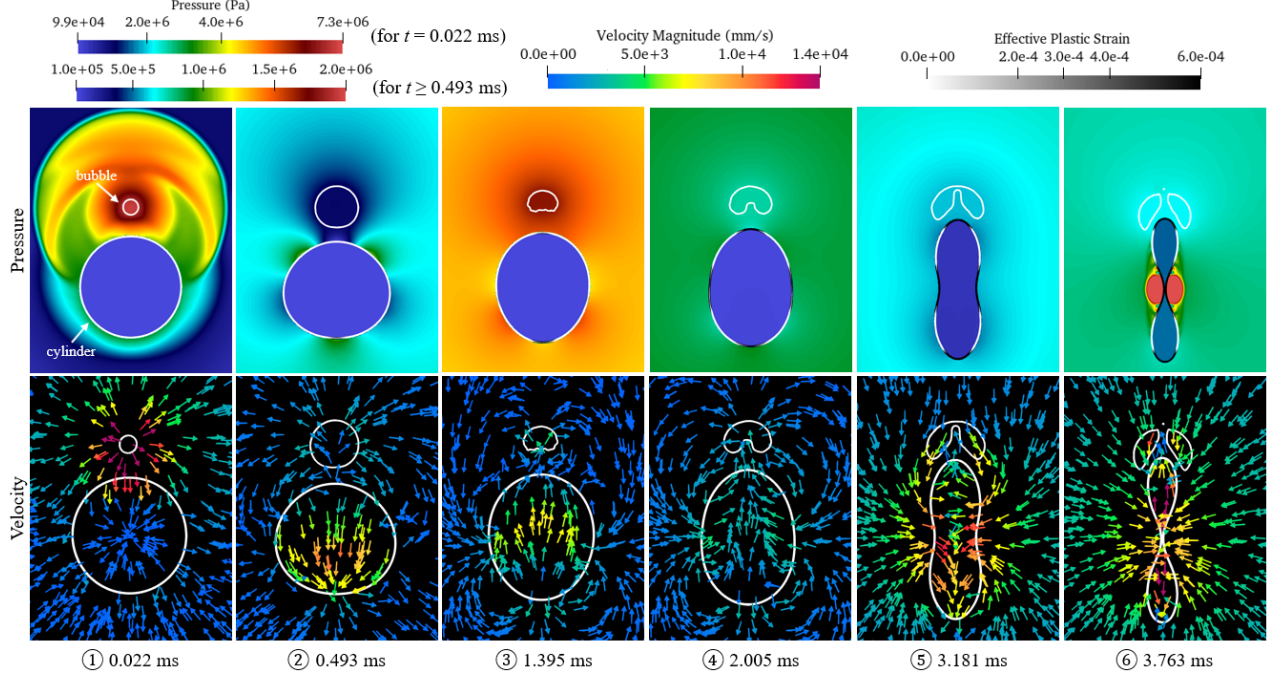 Pressure (Pa)
9.9e+04 2.0e+6 4.0e+6 7.3e+06
(for t = 0.022 ms)
1.0e+05 5.0e+5 1.0e+6 1.5e+6 2.0e+6
(for t ≥ 0.493 ms)
Velocity Magnitude (mm/s)
0.0e+00 5.0e+3 1.0e+4 1.4e+04
Effective Plastic Strain
0.0e+00 2.0e-4 3.0e-4 4.0e-4 6.0e-04
Pressure
bubble
cylinder
Velocity
① 0.022 ms ② 0.493 ms ③ 1.395 ms ④ 2.005 ms ⑤ 3.181 ms ⑥ 3.763 ms